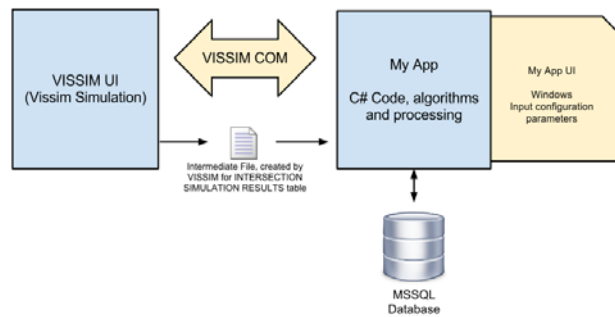 VISSIM UI
(Vissim Simulation)
VISSIM COM
My App
C# Code, algorithms
and processing
My App UI
Windows
Input configuration
parameters
Intermediate File, created by
VISSIM for INTERSECTION
SIMULATION RESULTS table
MSSQL
Database